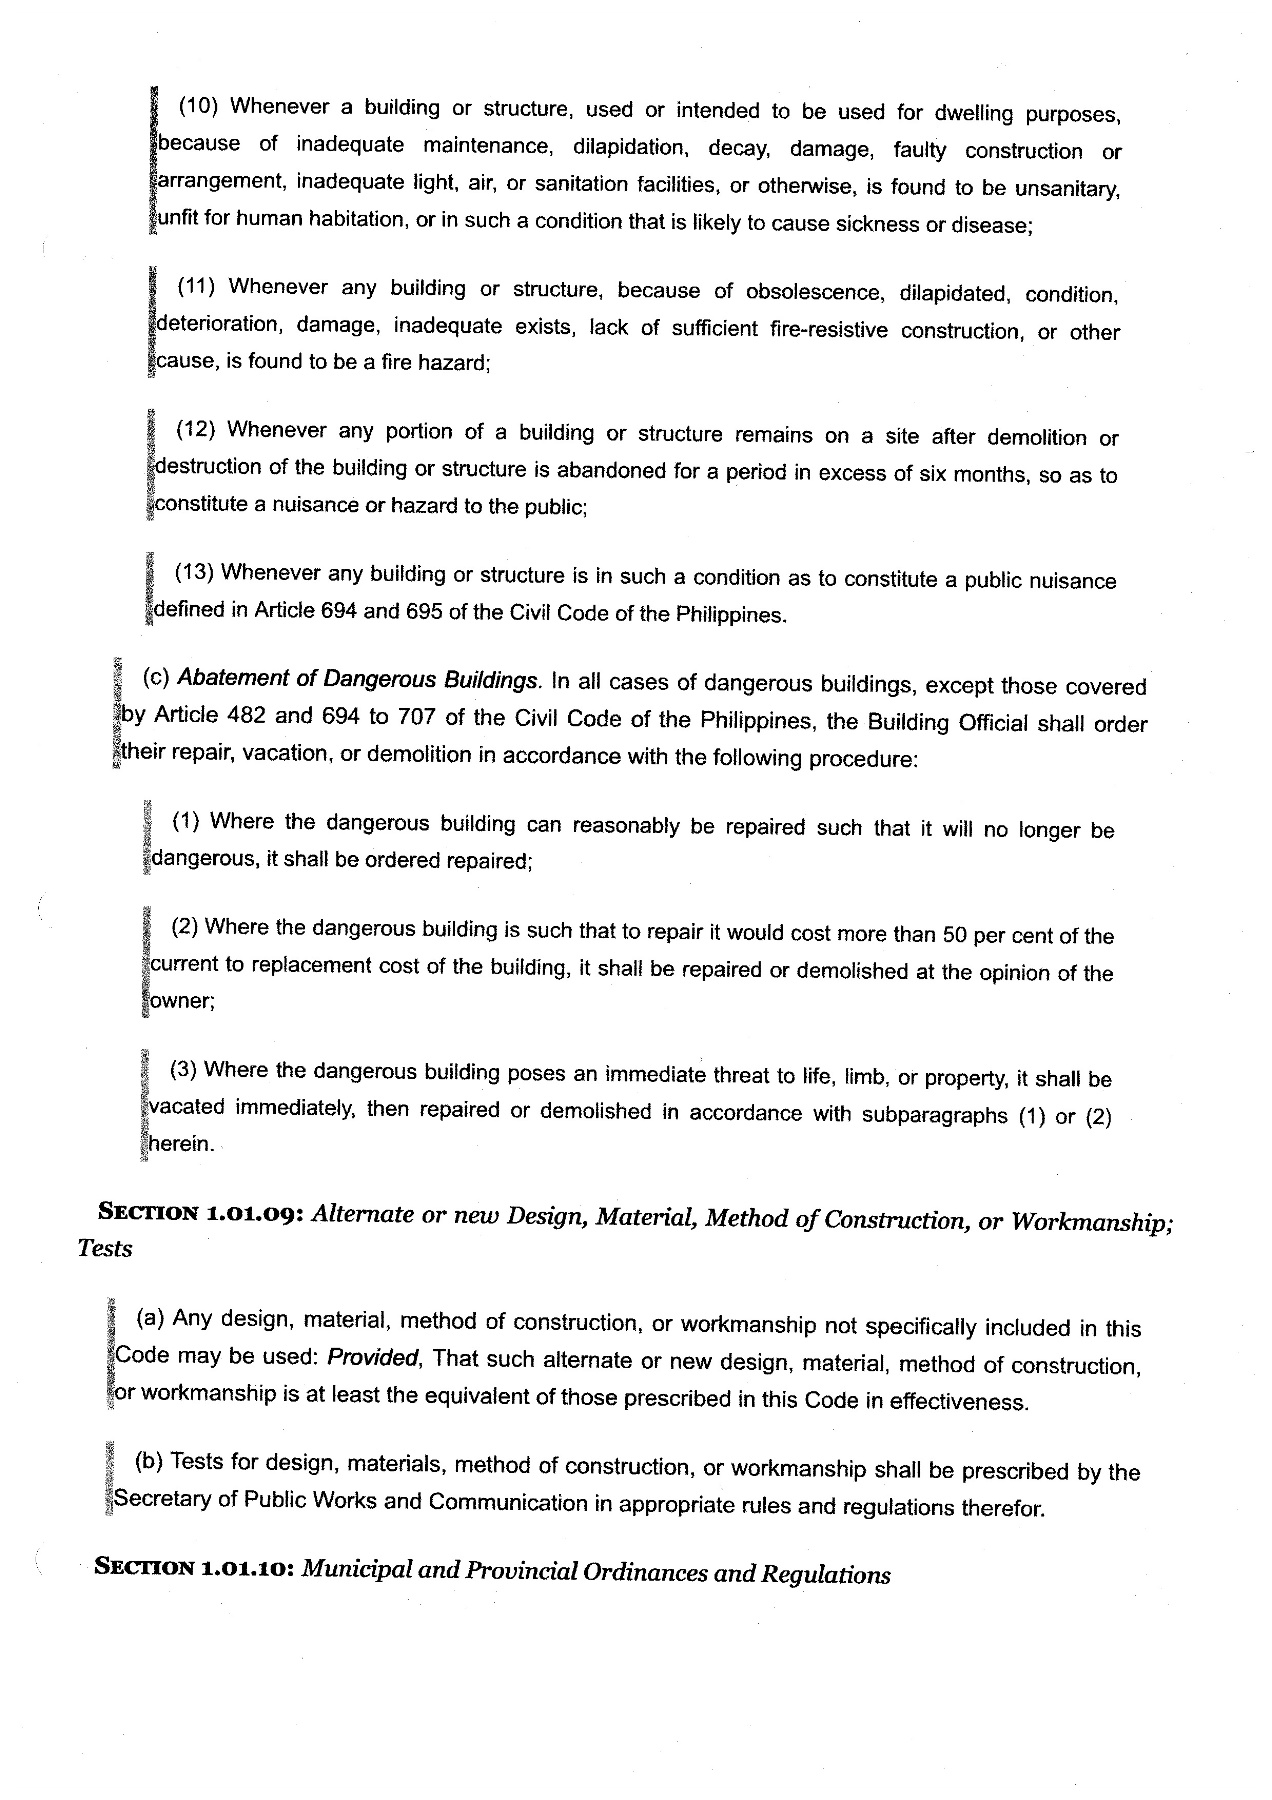 (10) Whenever a building or structure, used or intended to be used for dwelling purposes,
because of inadequate maintenance, dilapidation, decay, damage, faulty construction or
arrangement, inadequate light, air, or sanitation facilities, or otherwise, is found to be unsanitary,
unfit for human habitation, or in such a condition that is likely to cause sickness or disease;
(11) Whenever any building or structure, because of obsolescence, dilapidated, condition,
deterioration, damage, inadequate exists, lack of sufficient fire-resistive construction, or other
cause, is found to be a fire hazard;
(12) Whenever any portion of a building or structure remains on a site after demolition or
destruction of the building or structure is abandoned for a period in excess of six months, so as to
constitute a nuisance or hazard to the public;
(13) Whenever any building or structure is in such a condition as to constitute a public nuisance
defined in Article 694 and 695 of the Civil Code of the Philippines.
(c) Abatement of Dangerous Buildings. In all cases of dangerous buildings, except those covered
by Article 482 and 694 to 707 of the Civil Code of the Philippines, the Building Official shall order
their repair, vacation, or demolition in accordance with the following procedure:
(1) Where the dangerous building can reasonably be repaired such that it will no longer be
dangerous, it shall be ordered repaired;
(2) Where the dangerous building is such that to repair it would cost more than 50 per cent of the
current to replacement cost of the building, it shall be repaired or demolished at the opinion of the
owner;
(3) Where the dangerous building poses an immediate threat to life, limb, or property, it shall be
vacated immediately, then repaired or demolished in accordance with subparagraphs (1) or (2)
herein.
SECTION 1.01.09: Alternate or new Design, Material, Method of Construction, or Workmanship;
Tests
(a) Any design, material, method of construction, or workmanship not specifically included in this
Code may be used: Provided, That such alternate or new design, material, method of construction,
or workmanship is at least the equivalent of those prescribed in this Code in effectiveness.
(b) Tests for design, materials, method of construction, or workmanship shall be prescribed by the
Secretary of Public Works and Communication in appropriate rules and regulations therefor.
SECTION 1.01.10: Municipal and Provincial Ordinances and Regulations